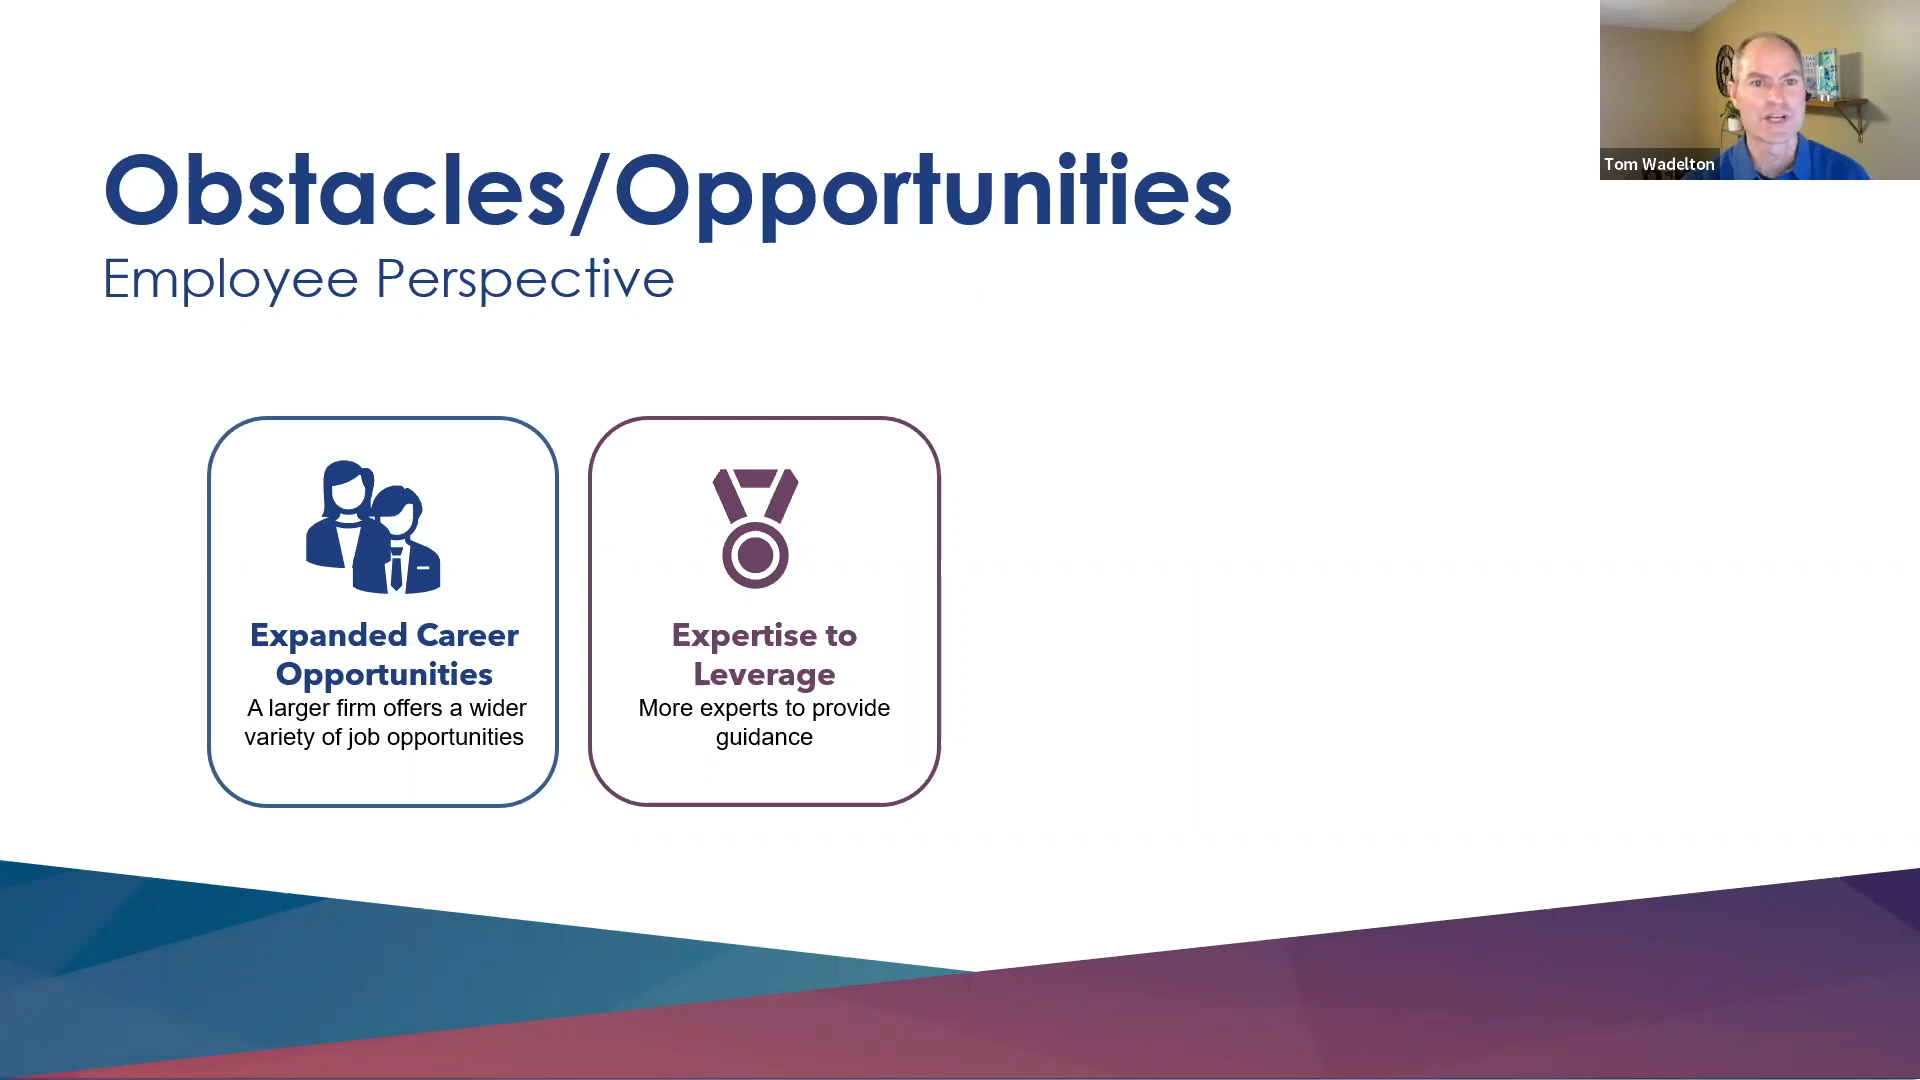 Obstacles/Opportunities
Employee Perspective
Tom Wadelton
Expanded Career
Opportunities
A larger firm offers a wider
variety of job opportunities
Expertise to
Leverage
More experts to provide
guidance